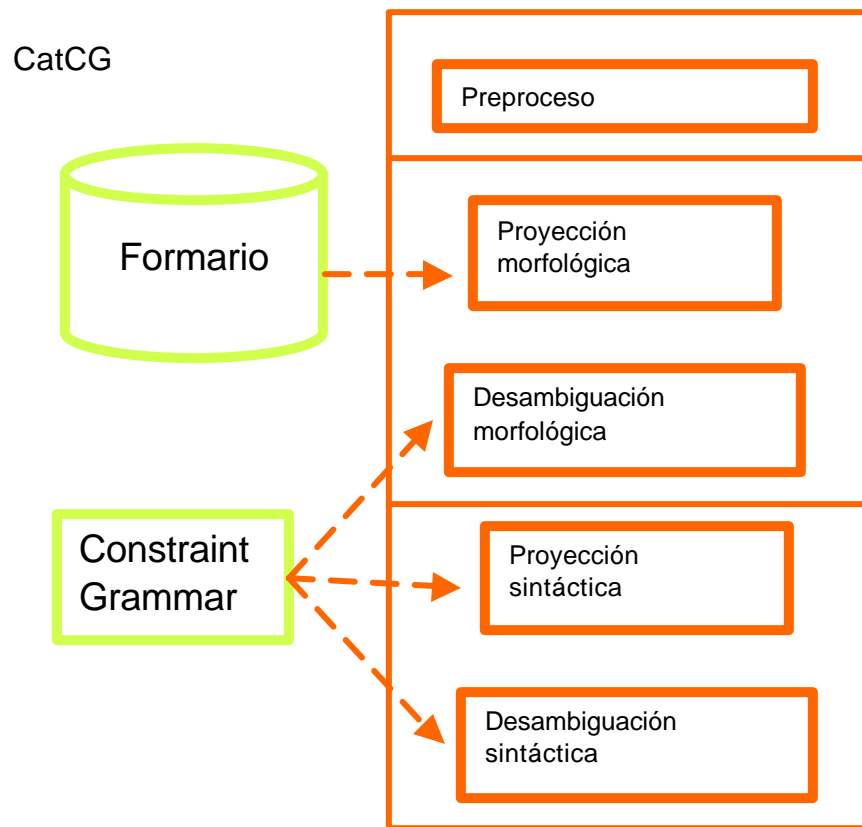 CatCG
Preproceso
Formario
Proyección
morfológica
Desambiguación
morfológica
Constraint
Grammar
Proyección
sintáctica
Desambiguación
sintáctica